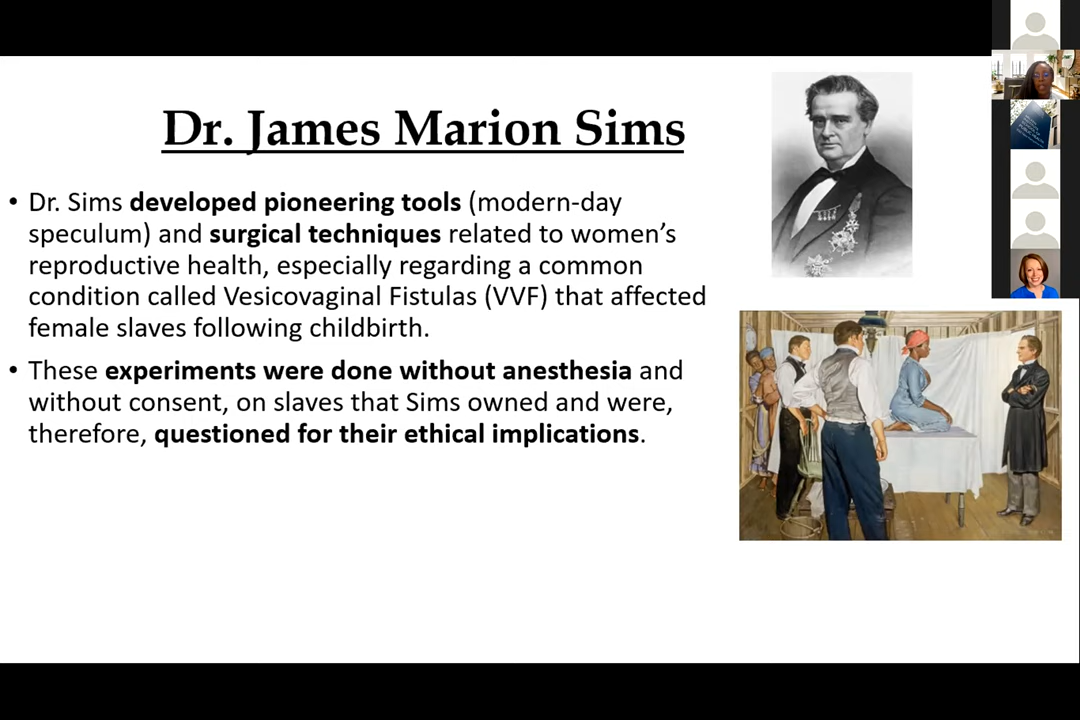 Dr. James Marion Sims
• Dr. Sims developed pioneering tools (modern-day
speculum) and surgical techniques related to women’s
reproductive health, especially regarding a common
condition called Vesicovaginal Fistulas (VVF) that affected
female slaves following childbirth.
• These experiments were done without anesthesia and
without consent, on slaves that Sims owned and were,
therefore, questioned for their ethical implications.